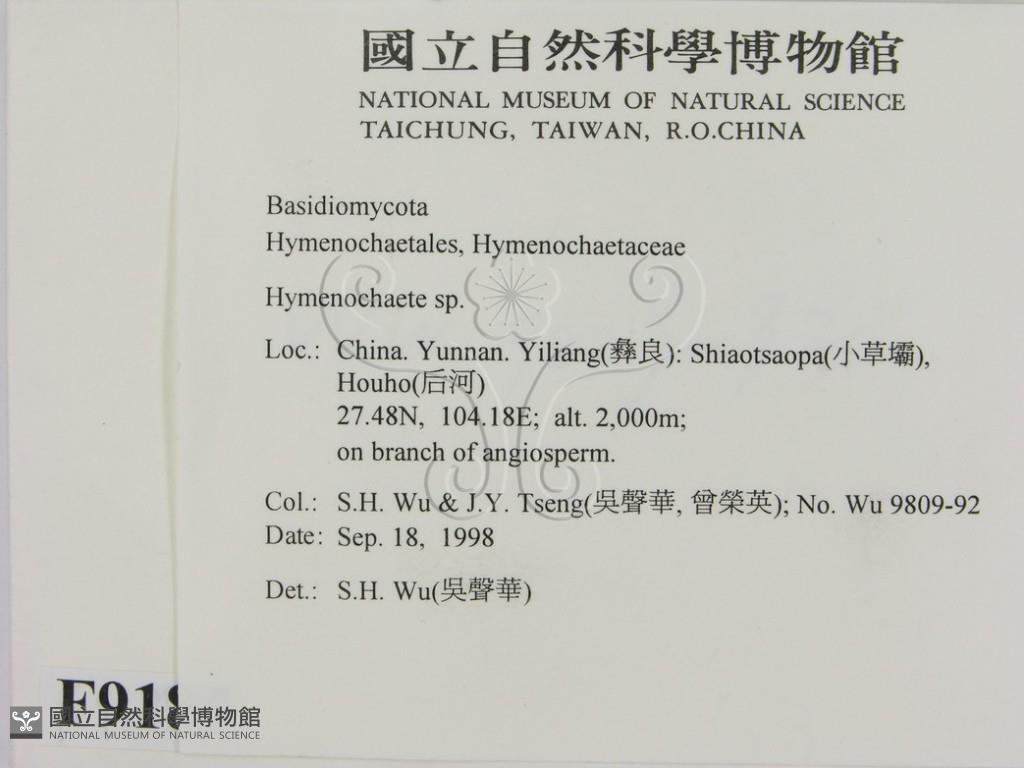 國立自然科學博物館
NATIONAL MUSEUM OF NATURAL SCIENCE
TAICHUNG, TAIWAN, R.O.CHINA
Basidiomycota
Hymenochaetales, Hymenochaetaceae
Hymenochaete sp.
Loc.: China. Yunnan. Yiliang(彝良): Shiaotsaopa(小草壩),
Houho(后河)
27.48N, 104.18E; alt. 2,000m;
on branch of angiosperm.
Col.: S.H. Wu & J.Y. Tseng(吳聲華, 曾榮英); No. Wu 9809-92
Date: Sep. 18, 1998
Det.: S.H. Wu(吳聲華)
國立自然科學博物館
NATIONAL MUSEUM OF NATURAL SCIENCE